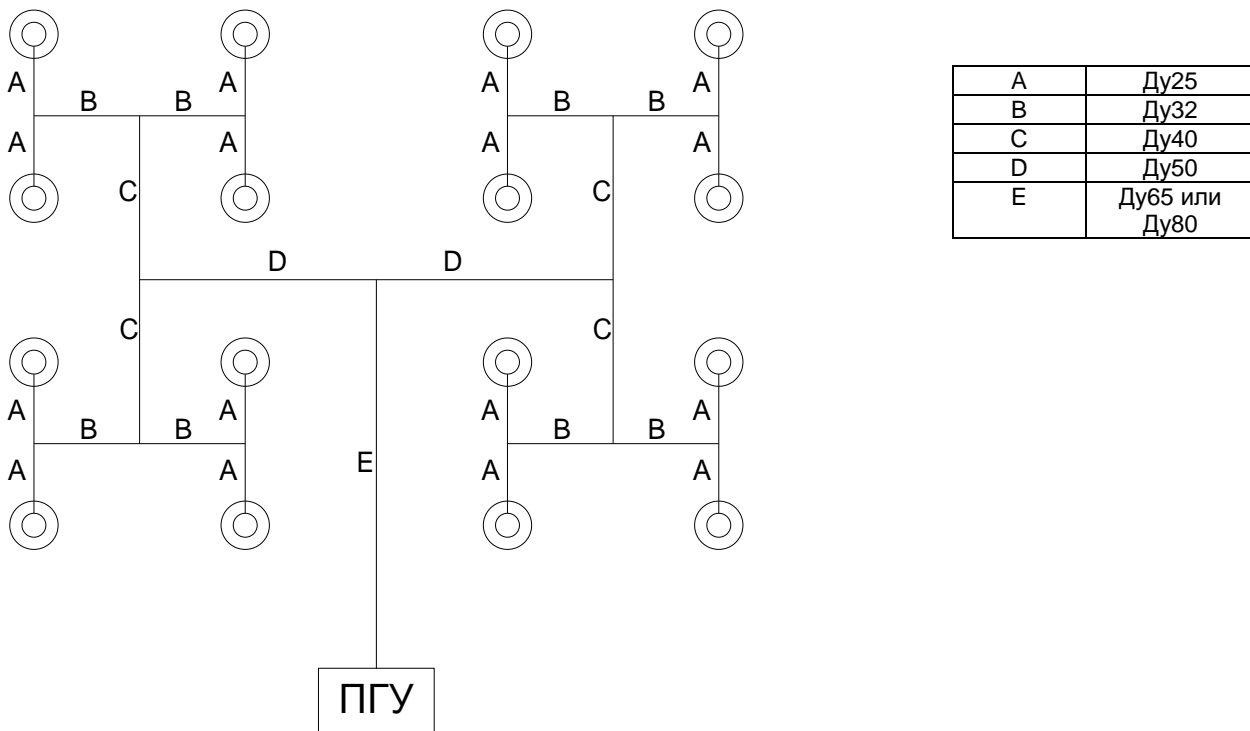 A A A A
B B B B
A A A A
C C
D D
C C
A A A A
B B B B
E
A A A A
ПГУ
A Ду25
B Ду32
C Ду40
D Ду50
E Ду65 или
Ду80